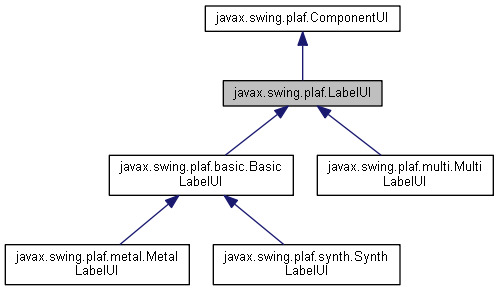 javax.swing.plaf.ComponentUI
javax.swing.plaf.LabelUI
javax.swing.plaf.basic.Basic
LabelUI
javax.swing.plaf.multi.Multi
LabelUI
javax.swing.plaf.metal.Metal
LabelUI
javax.swing.plaf.synth.Synth
LabelUI